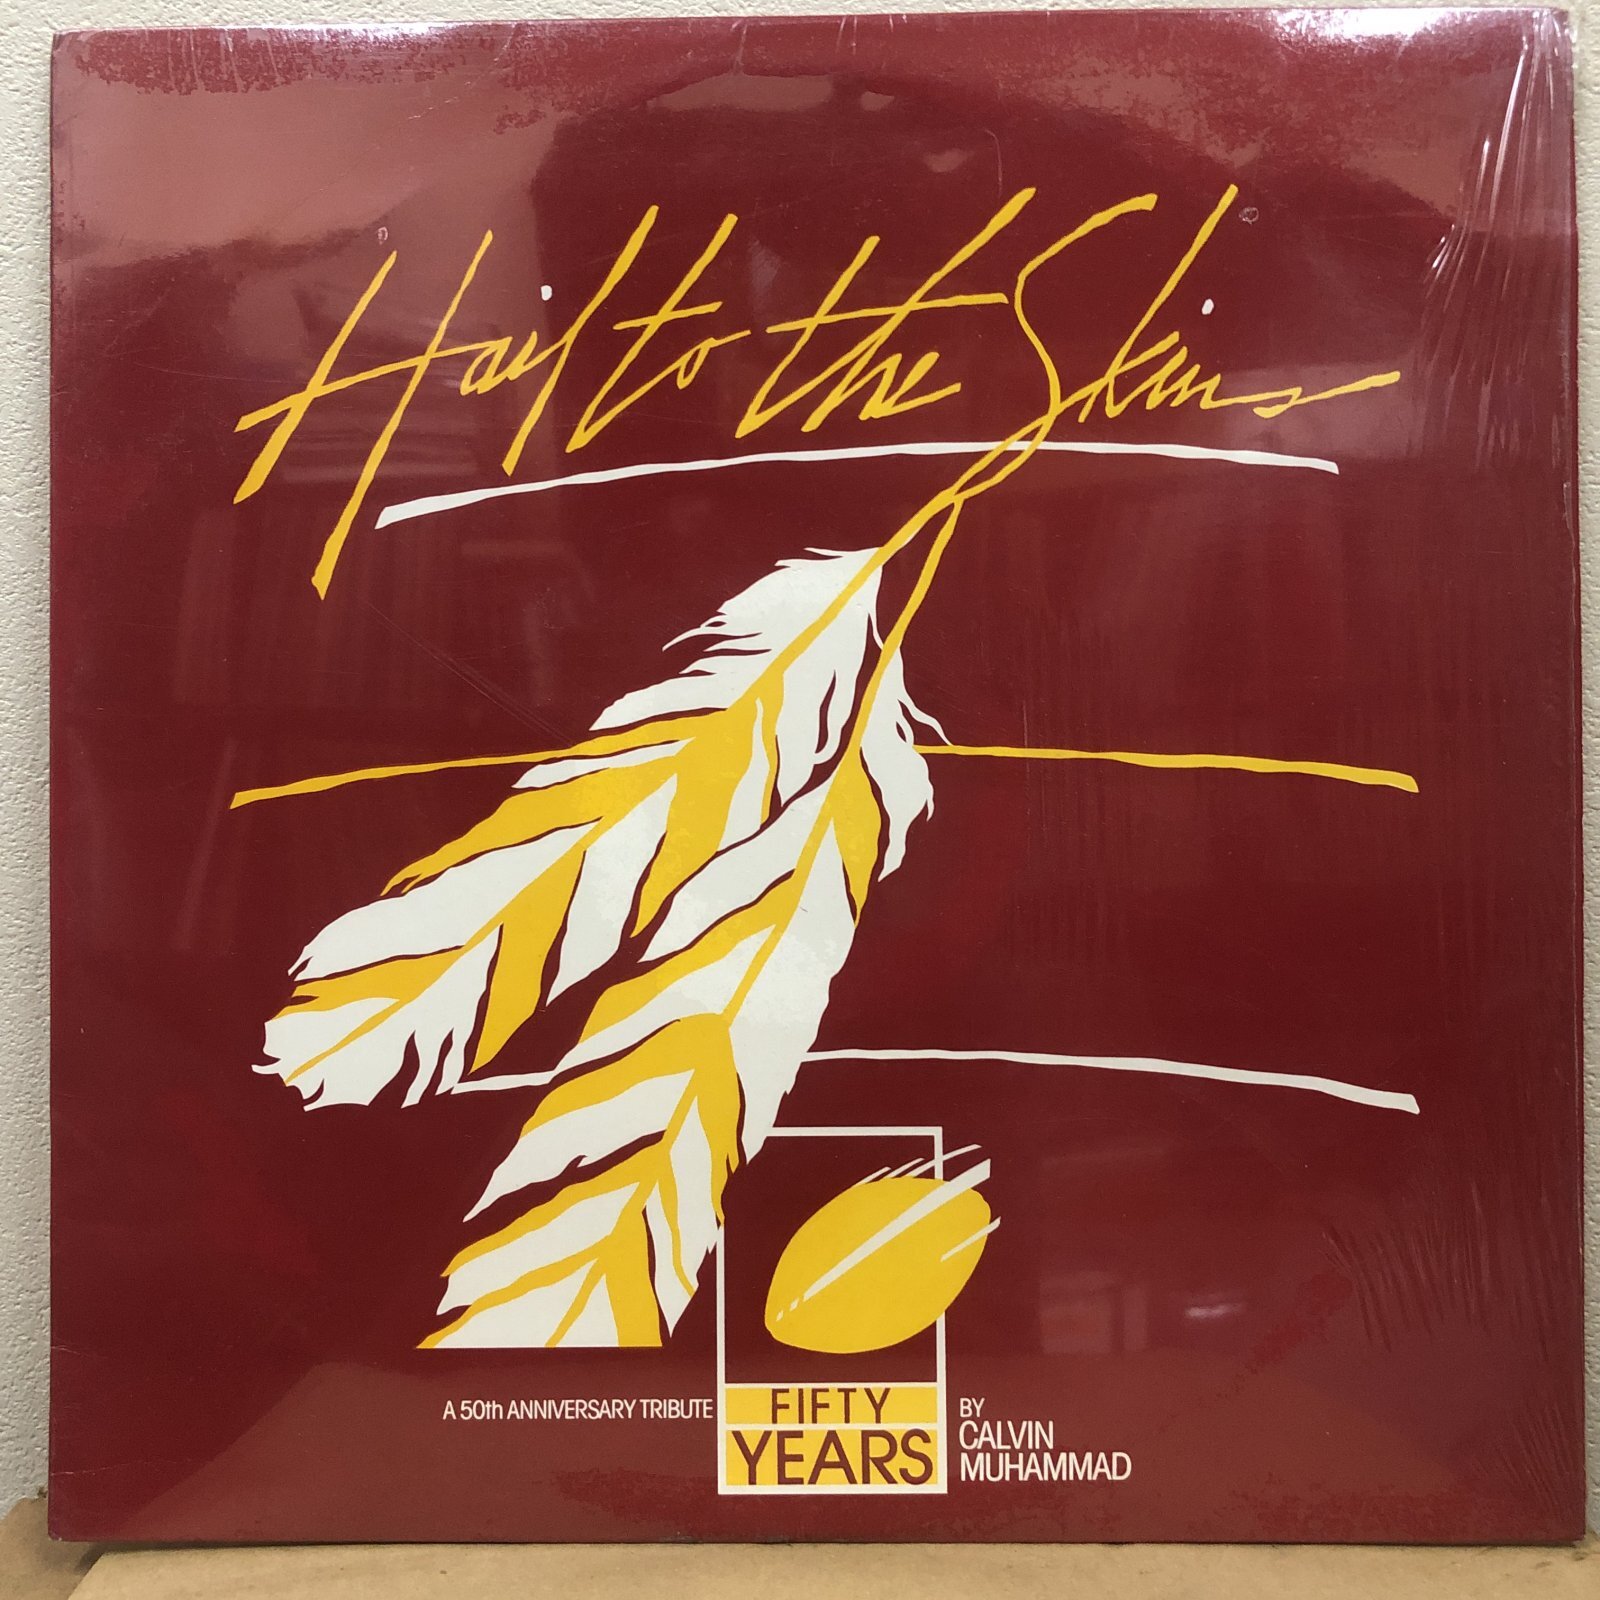 Hail to the Skins
A 50th ANNIVERSARY TRIBUTE
FIFTY
YEARS
BY
CALVIN
MUHAMMAD